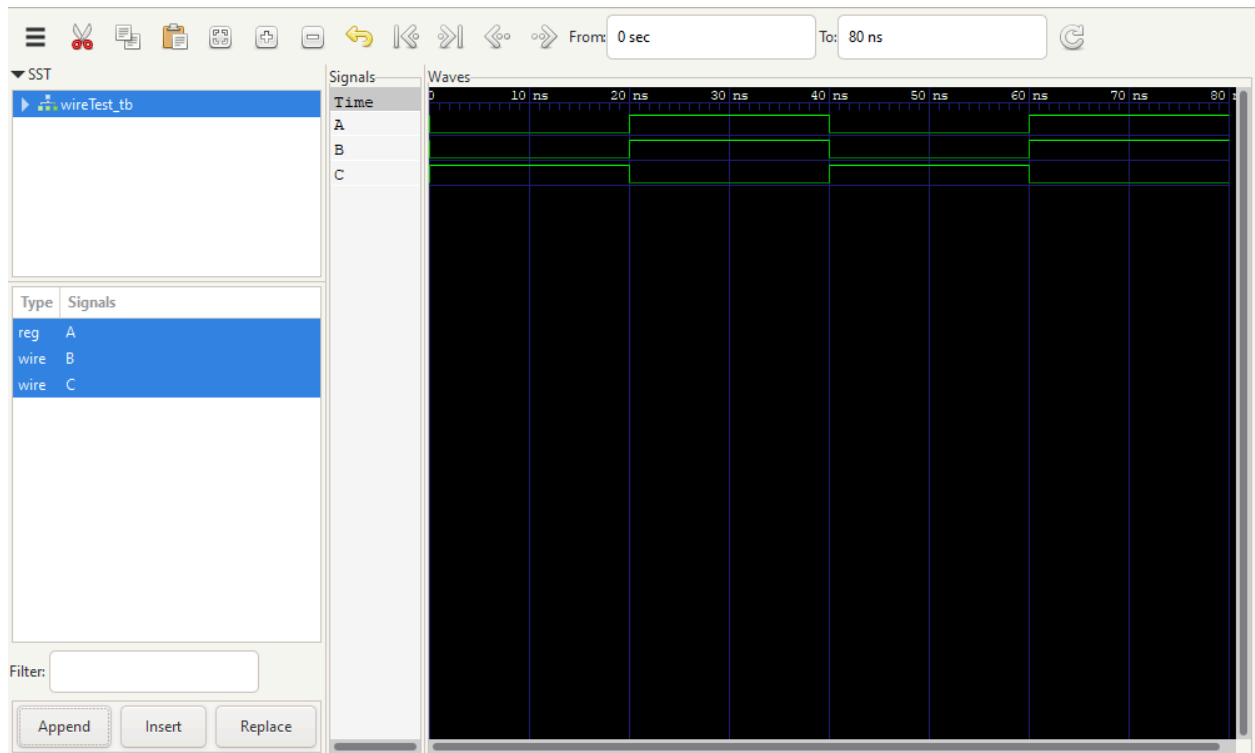 From: 0 sec To: 80 ns
SST
wireTest_tb
Type Signals
reg A
wire B
wire C
Filter:
Append Insert Replace
Signals
Time
A
B
C
Waves
0 10 ns 20 ns 30 ns 40 ns 50 ns 60 ns 70 ns 80